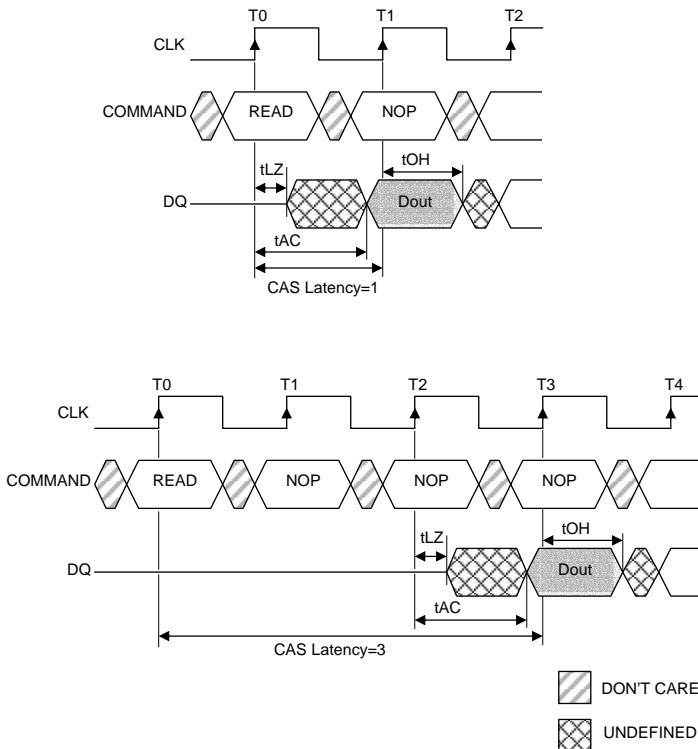 T0 T1 T2
CLK
COMMAND READ NOP
tLZ tOH
DQ Dout
tAC
CAS Latency=1
T0 T1 T2 T3 T4
CLK
COMMAND READ NOP NOP NOP
tLZ tOH
DQ Dout
tAC
CAS Latency=3
DON'T CARE
UNDEFINED